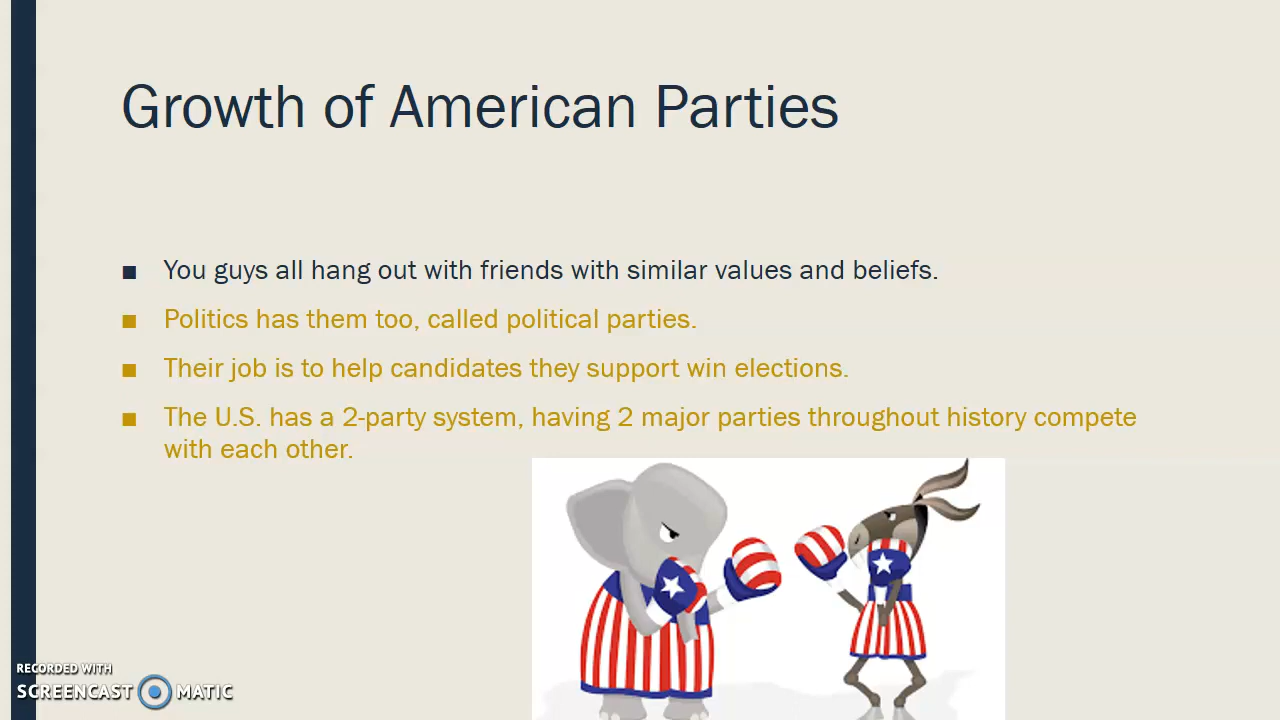 Growth of American Parties
■ You guys all hang out with friends with similar values and beliefs.
■ Politics has them too, called political parties.
■ Their job is to help candidates they support win elections.
■ The U.S. has a 2-party system, having 2 major parties throughout history compete
with each other.
RECORDED WITH
SCREENCAST MATIC